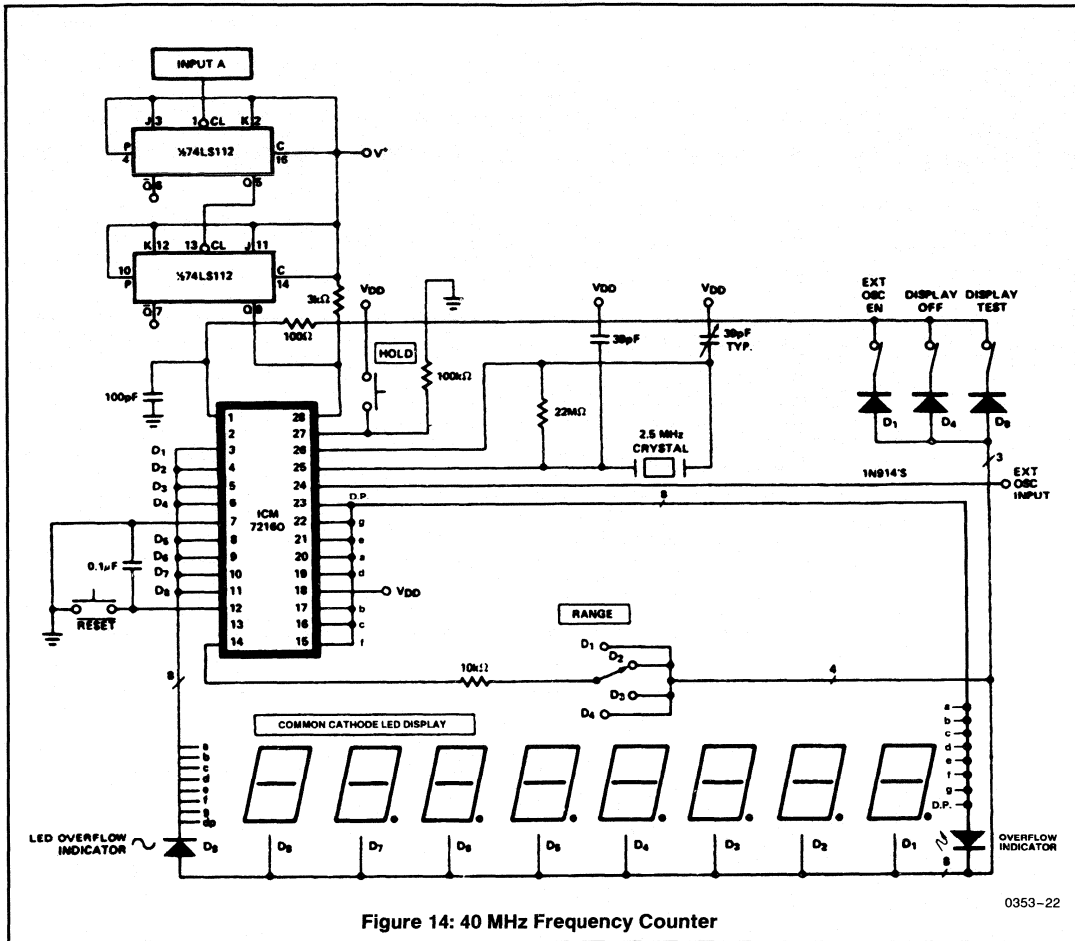 INPUT A
J 3 1 CL K 2
P 4 ½74LS112 C 16
V⁺
Q̄ 6 Q 5
K 12 13 CL J 11
10 P ½74LS112 C 14
Q̄ 7 Q 9
3kΩ
VDD
VDD
VDD
EXT OSC EN
DISPLAY OFF
DISPLAY TEST
100Ω
HOLD
39pF
39pF TYP.
100pF
100kΩ
22MΩ
2.5 MHz CRYSTAL
D1 D4 D8
1N914'S
3
EXT OSC INPUT
ICM 7216D
1 28
2 27
D1 3 26
D2 4 25
D3 5 24
D4 6 23 D.P.
7 22 g
D5 8 21 e
D6 9 20 a
D7 10 19 d
D8 11 18 VDD
12 17 b
13 16 c
14 15 f
8
0.1µF
RESET
RANGE
D1
D2
D3
D4
10kΩ
4
8
COMMON CATHODE LED DISPLAY
a
b
c
d
e
f
g
dp
a
b
c
d
e
f
g
D.P.
LED OVERFLOW INDICATOR
D8 D8 D7 D6 D5 D4 D3 D2 D1
8
OVERFLOW INDICATOR
0353–22
Figure 14: 40 MHz Frequency Counter